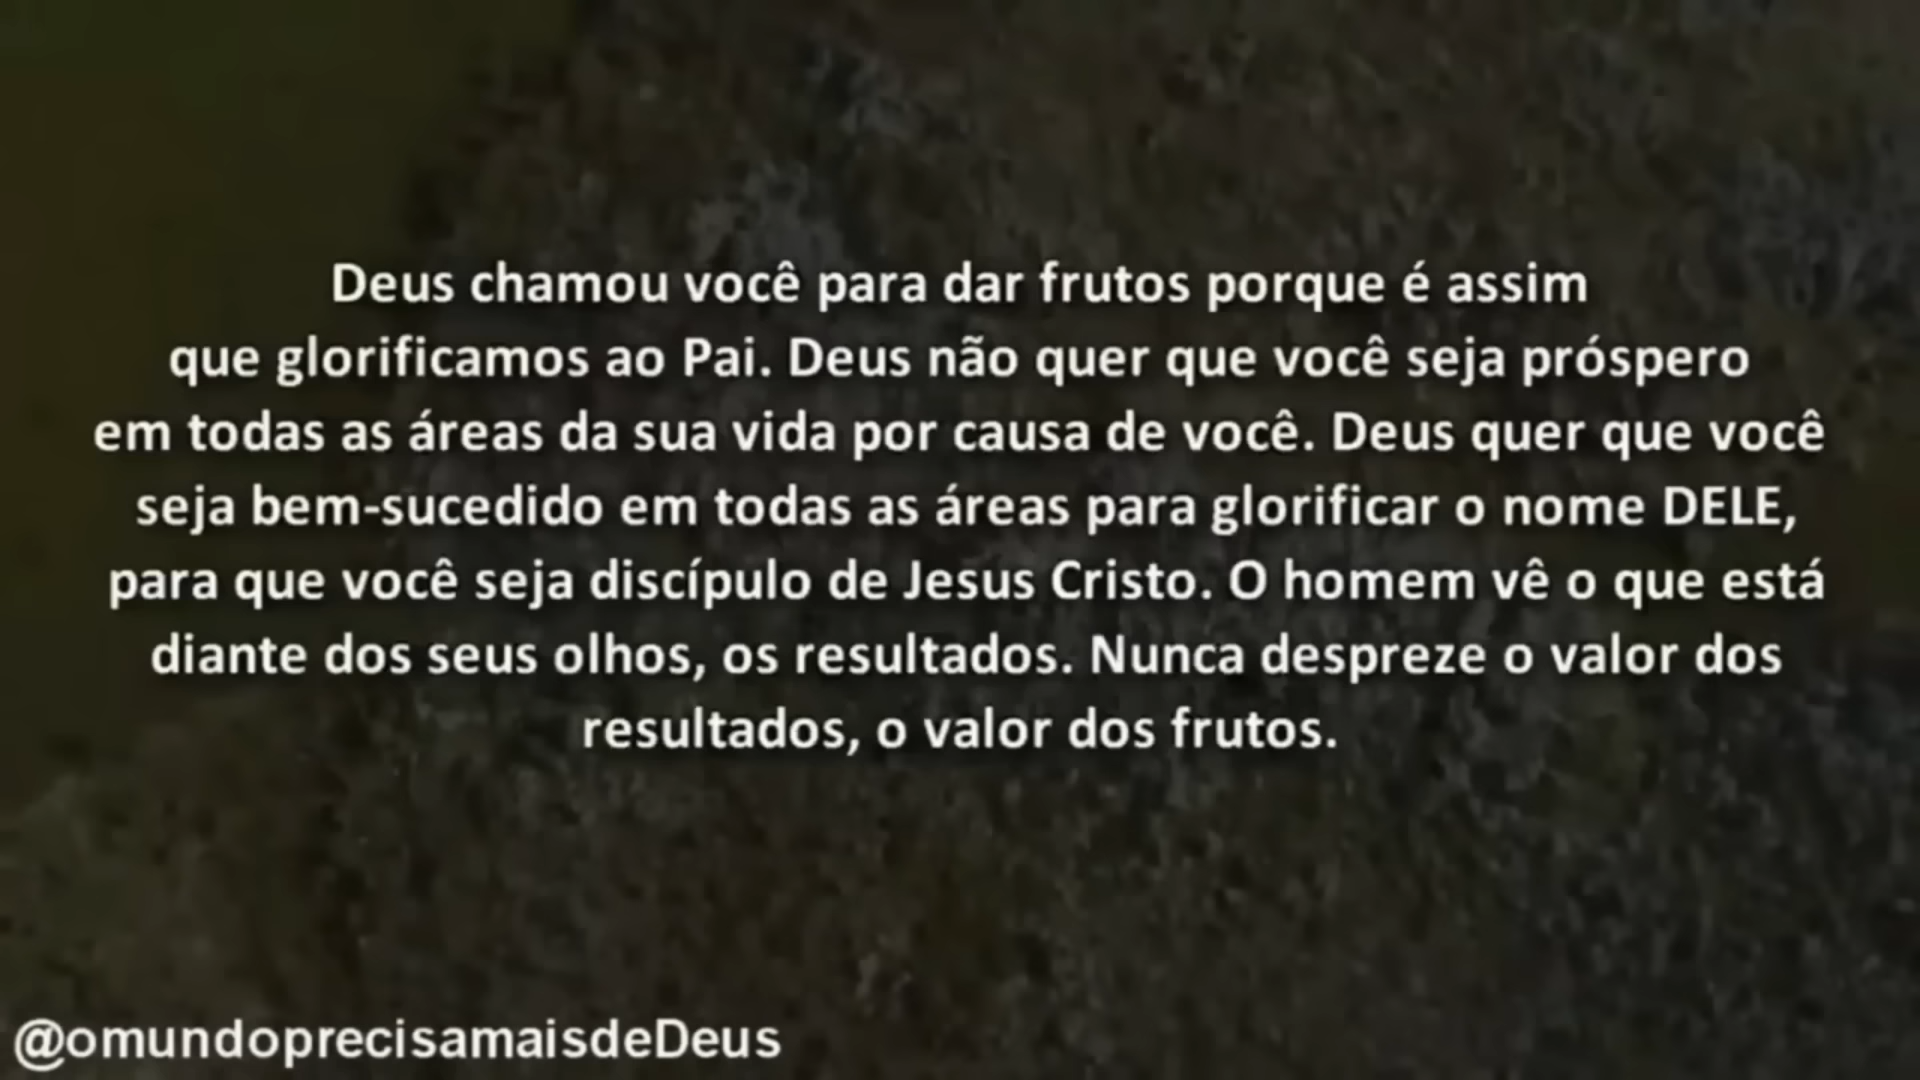 Deus chamou você para dar frutos porque é assim
que glorificamos ao Pai. Deus não quer que você seja próspero
em todas as áreas da sua vida por causa de você. Deus quer que você
seja bem-sucedido em todas as áreas para glorificar o nome DELE,
para que você seja discípulo de Jesus Cristo. O homem vê o que está
diante dos seus olhos, os resultados. Nunca despreze o valor dos
resultados, o valor dos frutos.
@omundoprecisamaisdeDeus